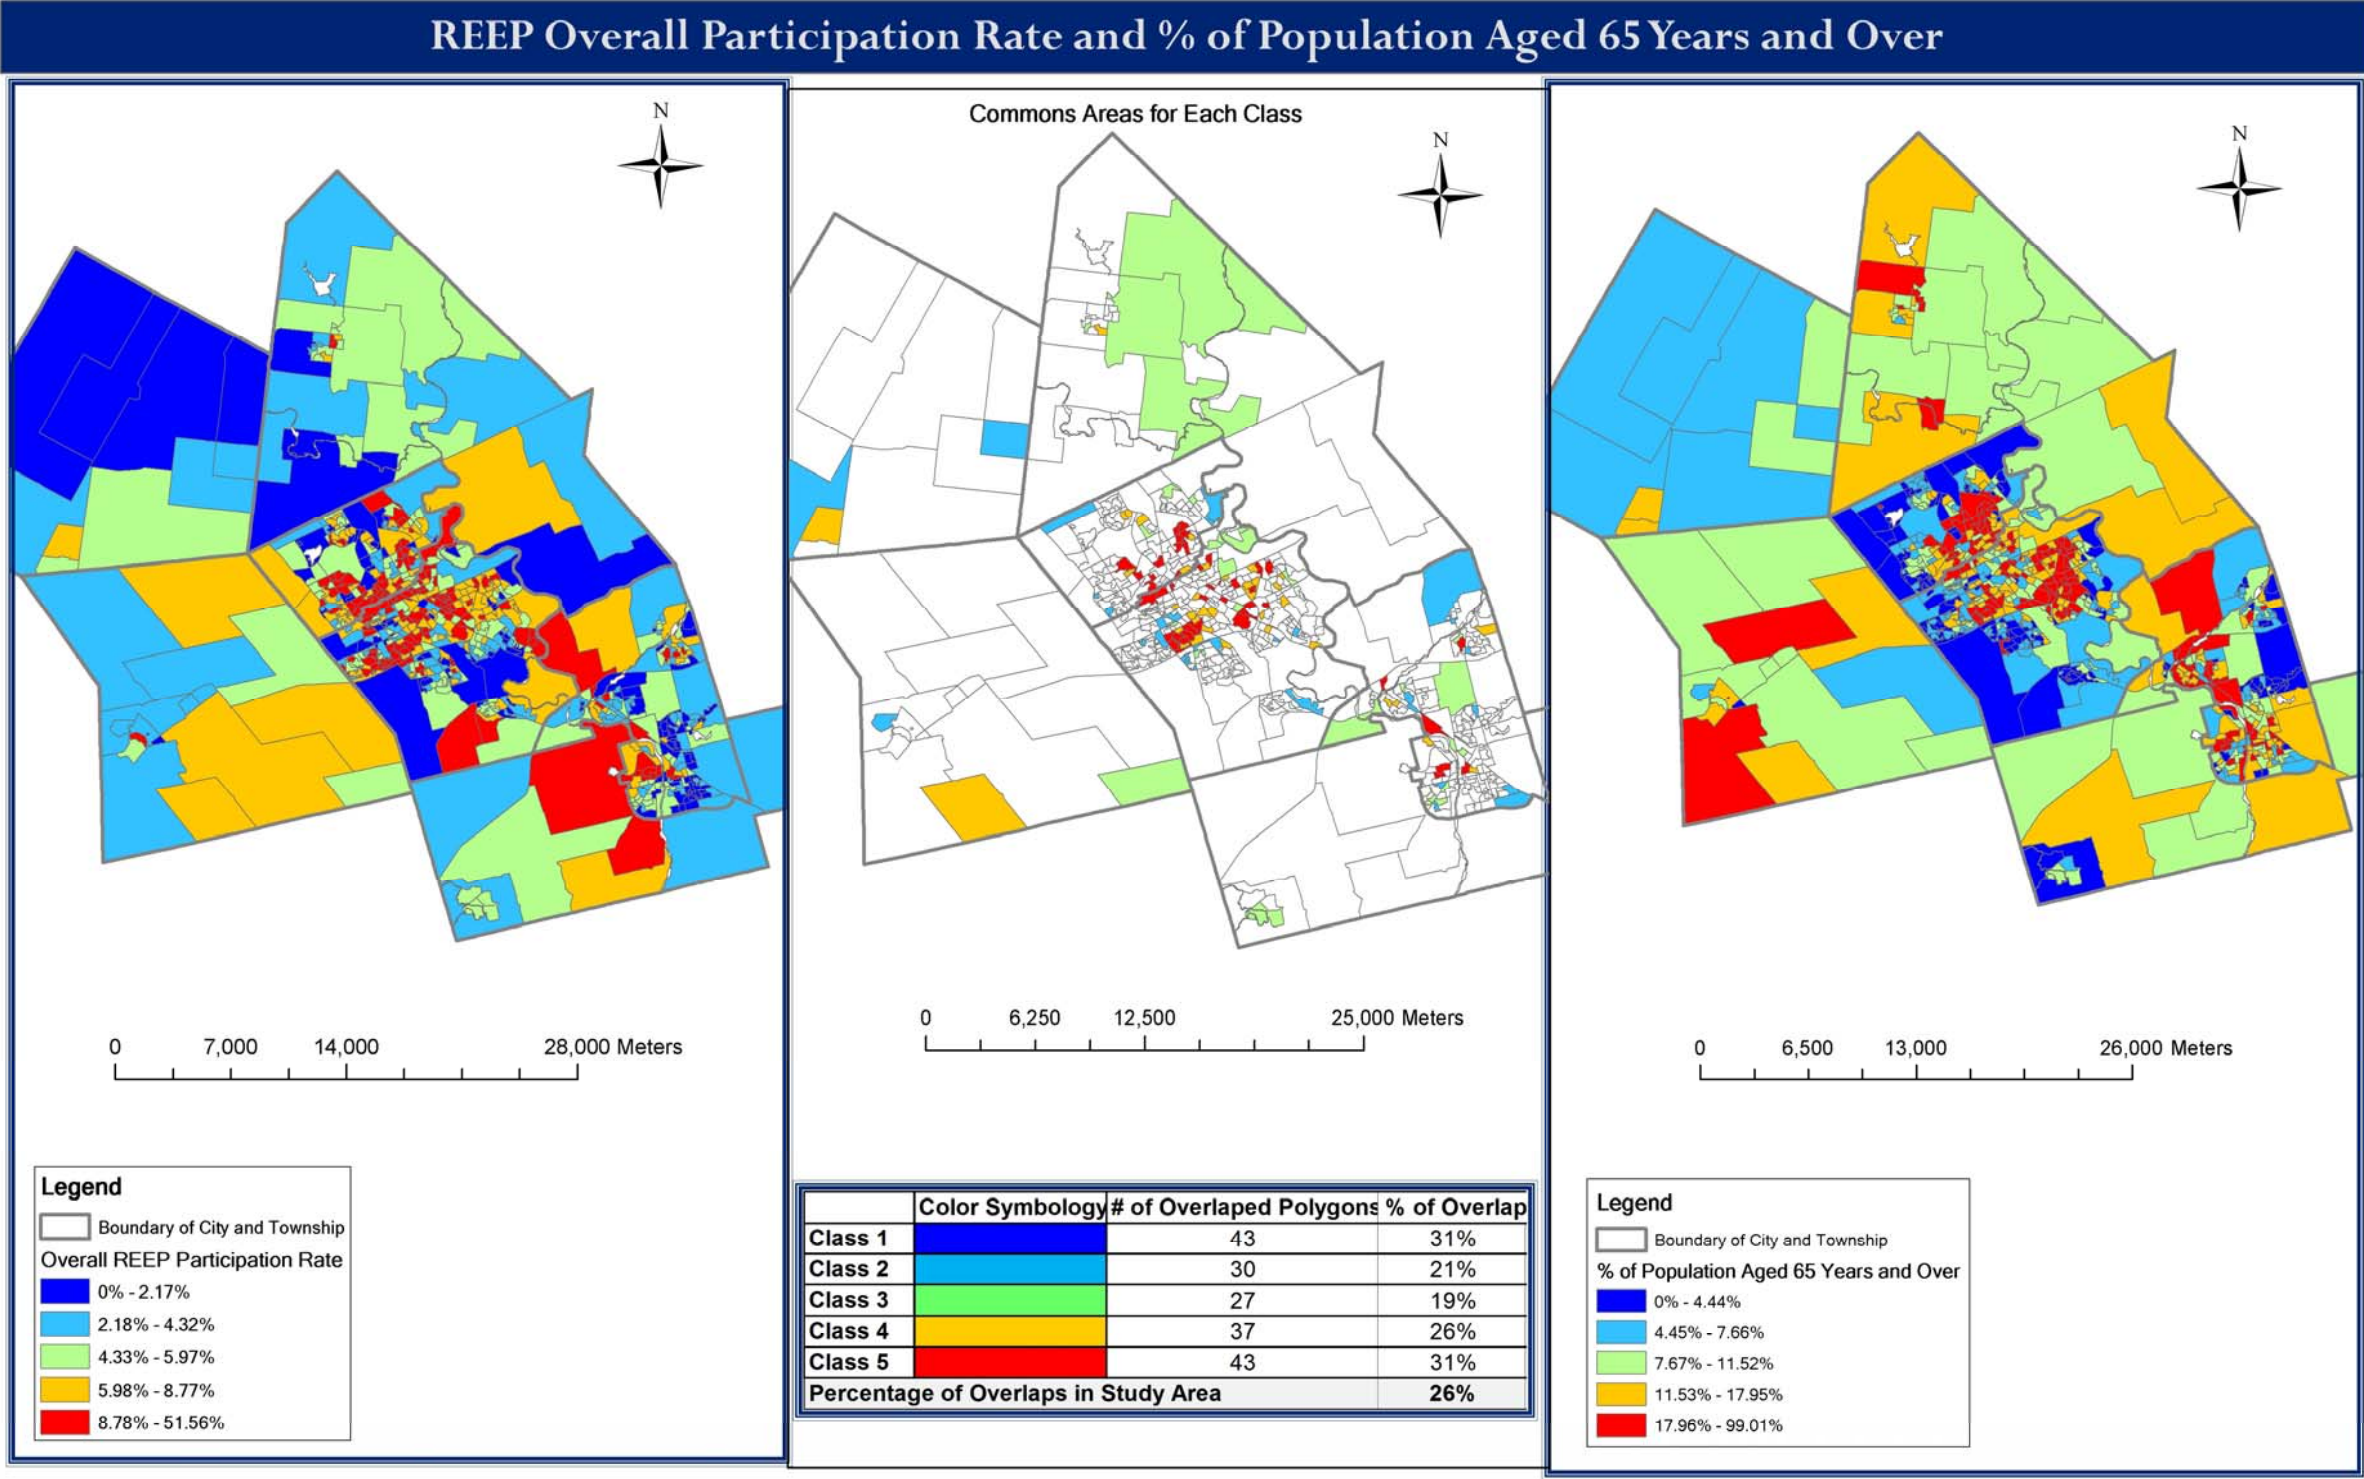 REEP Overall Participation Rate and % of Population Aged 65 Years and Over
N
0 7,000 14,000 28,000 Meters
Legend
Boundary of City and Township
Overall REEP Participation Rate
0% - 2.17%
2.18% - 4.32%
4.33% - 5.97%
5.98% - 8.77%
8.78% - 51.56%
Commons Areas for Each Class
N
0 6,250 12,500 25,000 Meters
Color Symbology # of Overlaped Polygons % of Overlap
Class 1 43 31%
Class 2 30 21%
Class 3 27 19%
Class 4 37 26%
Class 5 43 31%
Percentage of Overlaps in Study Area 26%
N
0 6,500 13,000 26,000 Meters
Legend
Boundary of City and Township
% of Population Aged 65 Years and Over
0% - 4.44%
4.45% - 7.66%
7.67% - 11.52%
11.53% - 17.95%
17.96% - 99.01%